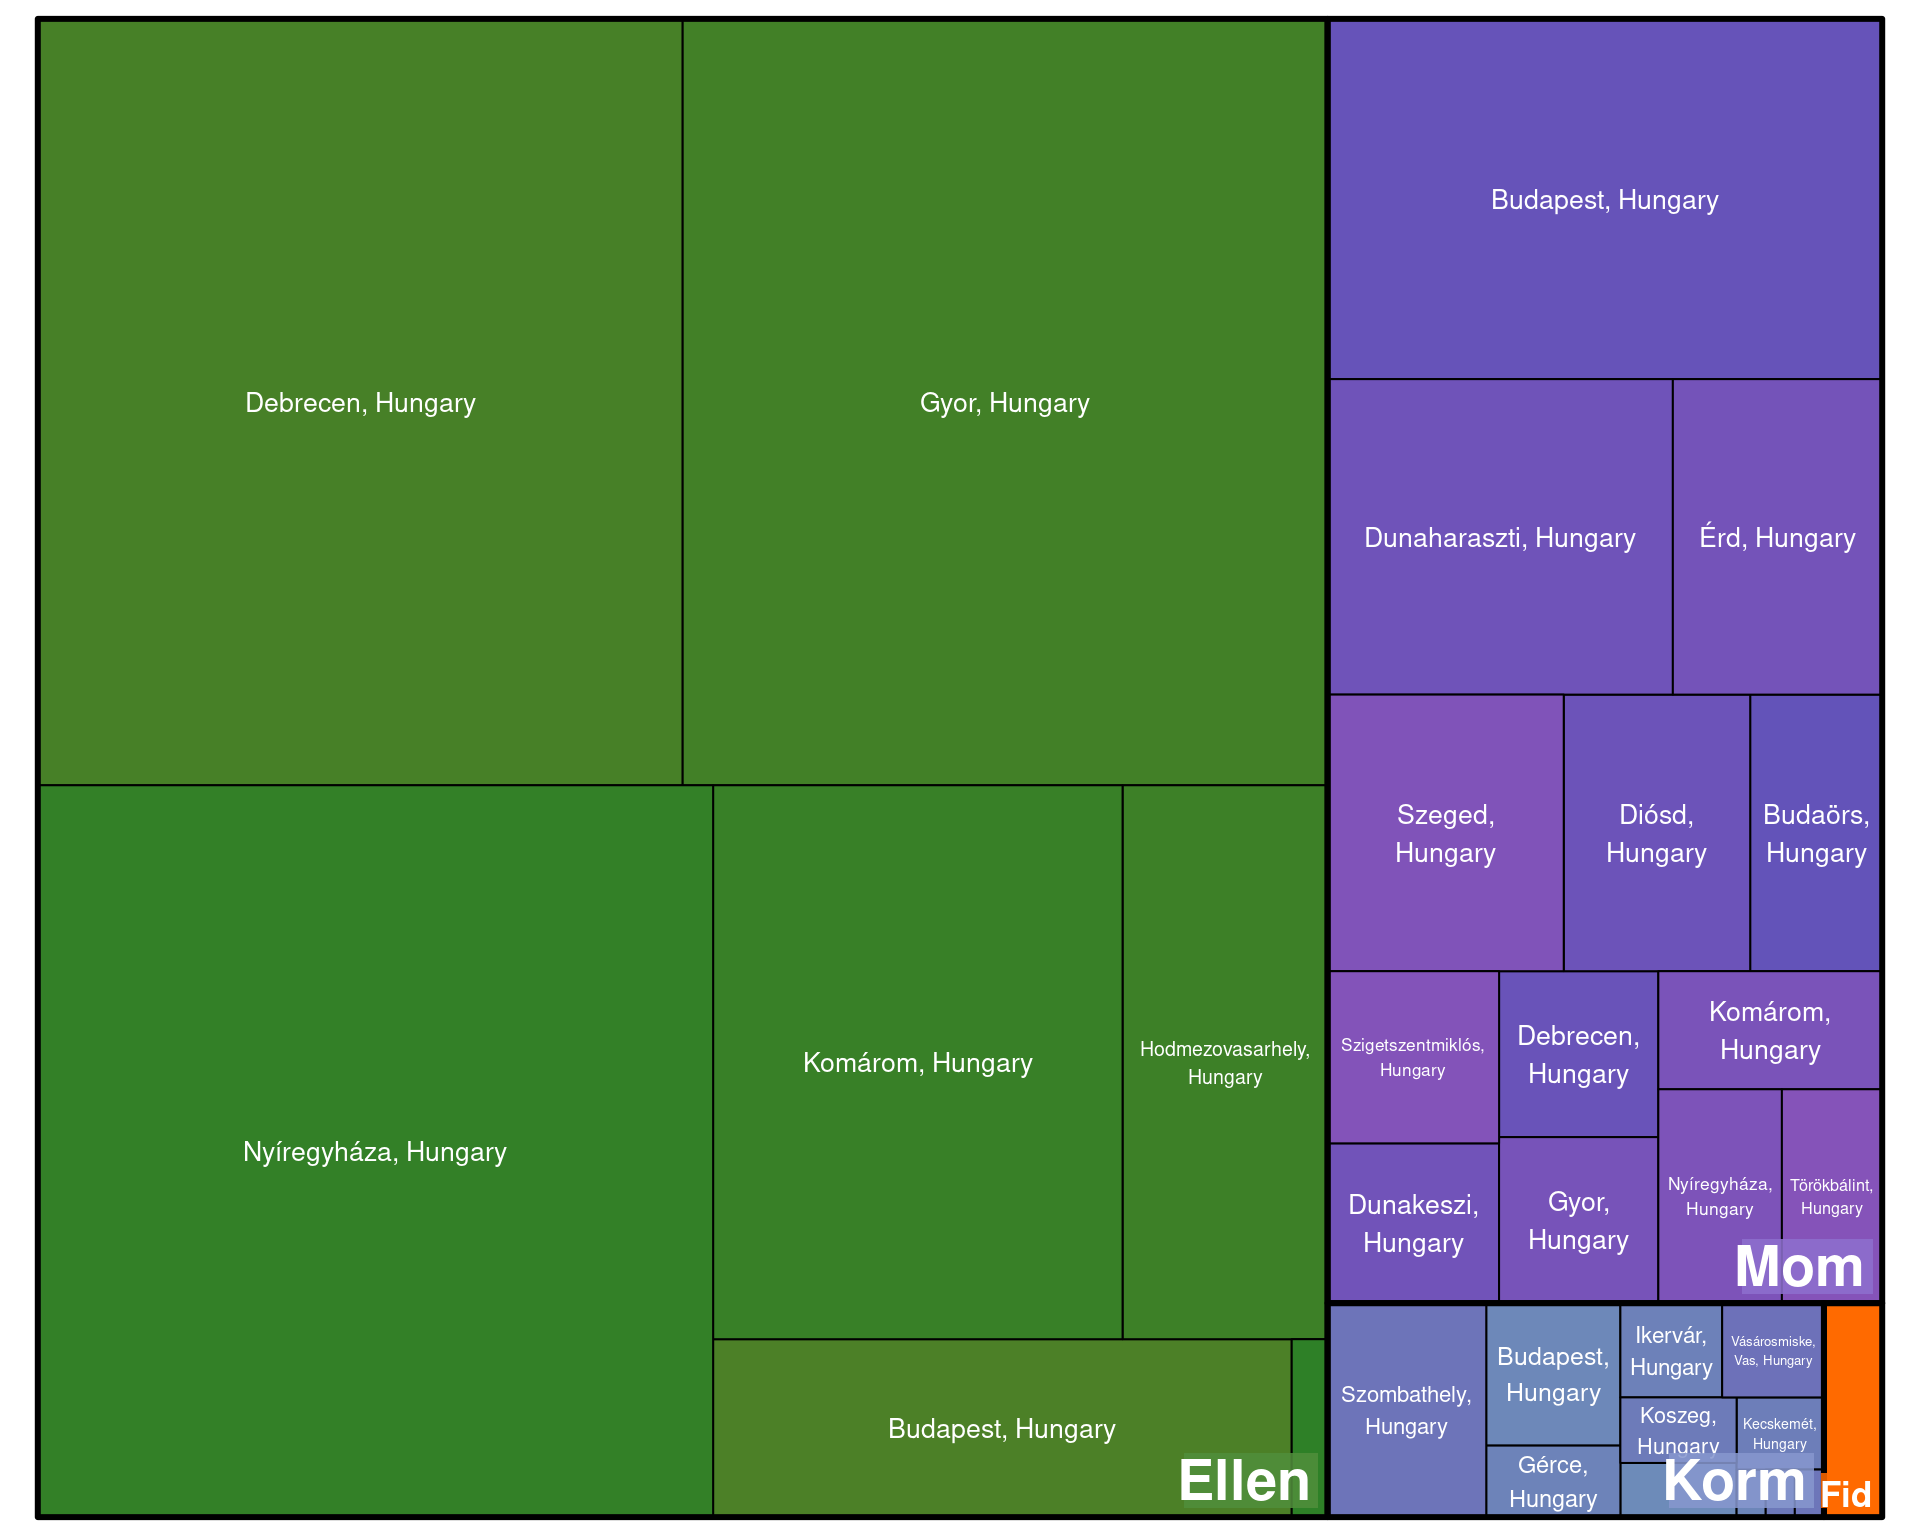 Debrecen, Hungary
Gyor, Hungary
Nyíregyháza, Hungary
Komárom, Hungary
Hodmezovasarhely,
Hungary
Budapest, Hungary
Ellen
Budapest, Hungary
Dunaharaszti, Hungary
Érd, Hungary
Szeged,
Hungary
Diósd,
Hungary
Budaörs,
Hungary
Szigetszentmiklós,
Hungary
Debrecen,
Hungary
Komárom,
Hungary
Dunakeszi,
Hungary
Gyor,
Hungary
Nyíregyháza,
Hungary
Törökbálint,
Hungary
Mom
Szombathely,
Hungary
Budapest,
Hungary
Gérce,
Hungary
Ikervár,
Hungary
Vásárosmiske,
Vas, Hungary
Koszeg,
Hungary
Kecskemét,
Hungary
Korm
Fid